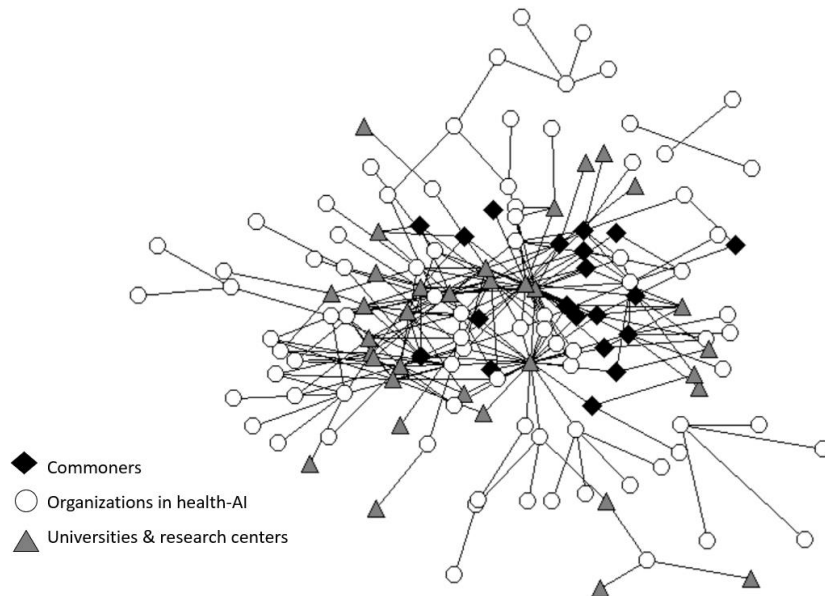 Commoners
Organizations in health-AI
Universities & research centers